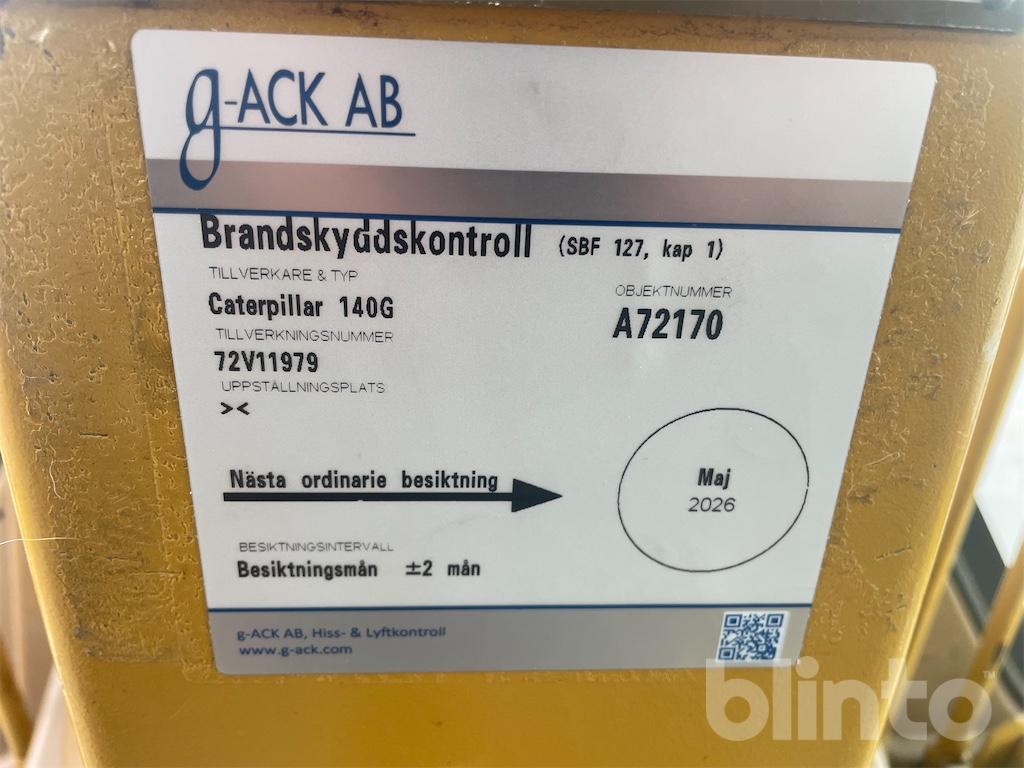 g-ACK AB
Brandskyddskontroll (SBF 127, kap 1)
TILLVERKARE & TYP
Caterpillar 140G
OBJEKTNUMMER
A72170
TILLVERKNINGSNUMMER
72V11979
UPPSTÄLLNINGSPLATS
><
Nästa ordinarie besiktning
Maj
2026
BESIKTNINGSINTERVALL
Besiktningsmån ±2 mån
g-ACK AB, Hiss- & Lyftkontroll
www.g-ack.com
blinto™